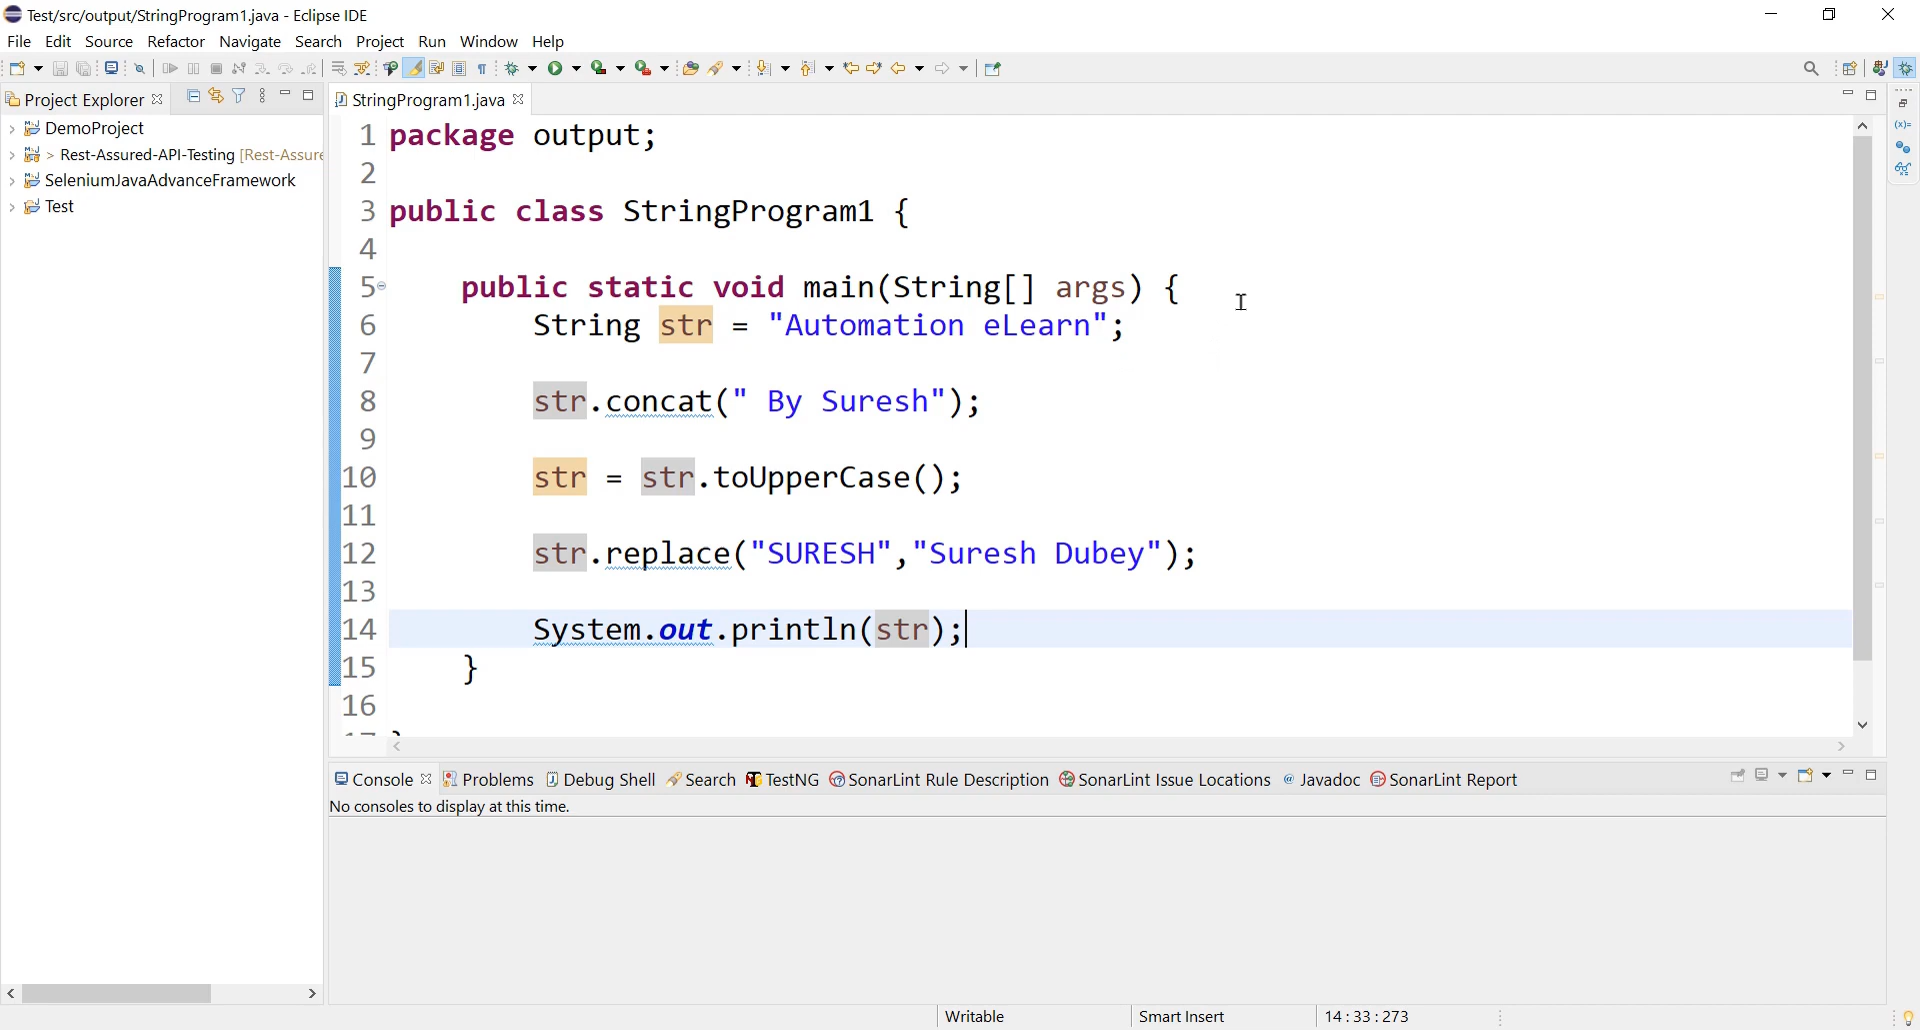 Test/src/output/StringProgram1.java - Eclipse IDE
File Edit Source Refactor Navigate Search Project Run Window Help
Project Explorer
StringProgram1.java
DemoProject
> Rest-Assured-API-Testing [Rest-Assure
SeleniumJavaAdvanceFramework
Test
1 package output;
2
3 public class StringProgram1 {
4
5 public static void main(String[] args) {
6 String str = "Automation eLearn";
7
8 str.concat(" By Suresh");
9
10 str = str.toUpperCase();
11
12 str.replace("SURESH","Suresh Dubey");
13
14 System.out.println(str);
15 }
16
Console Problems Debug Shell Search TestNG SonarLint Rule Description SonarLint Issue Locations @ Javadoc SonarLint Report
No consoles to display at this time.
Writable Smart Insert 14 : 33 : 273